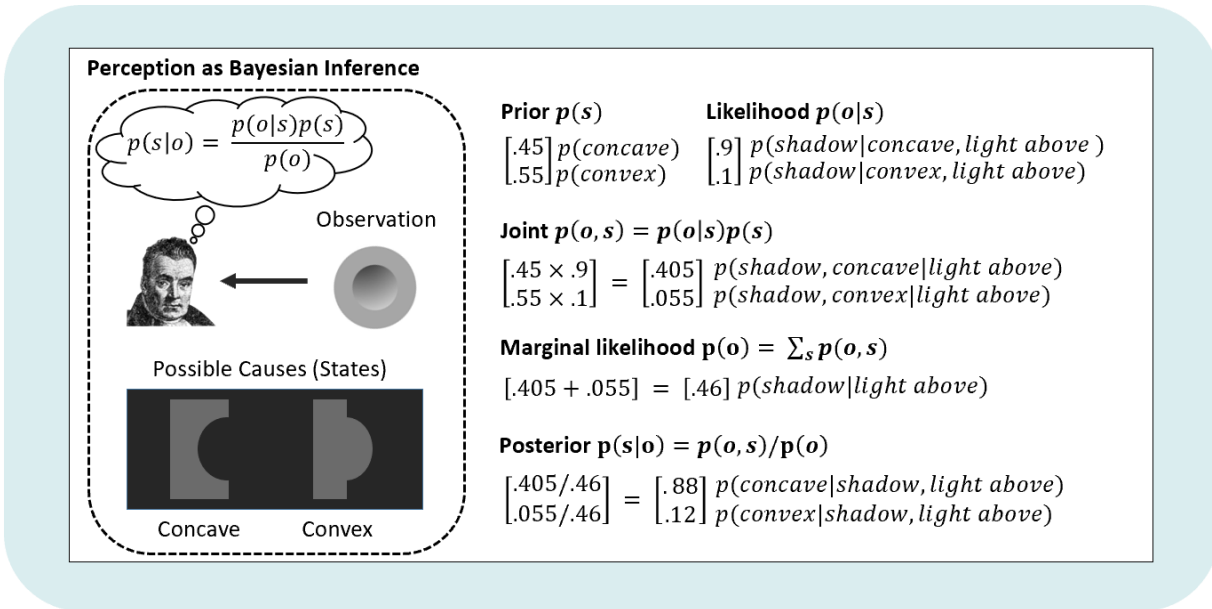 Perception as Bayesian Inference
p(s|o) = p(o|s)p(s) / p(o)
Observation
Possible Causes (States)
Concave Convex
Prior p(s) Likelihood p(o|s)
[.45] p(concave) [.9] p(shadow|concave, light above )
[.55] p(convex) [.1] p(shadow|convex, light above)
Joint p(o, s) = p(o|s)p(s)
[.45 × .9] = [.405] p(shadow, concave|light above)
[.55 × .1] [.055] p(shadow, convex|light above)
Marginal likelihood p(o) = ∑s p(o, s)
[.405 + .055] = [.46] p(shadow|light above)
Posterior p(s|o) = p(o, s)/p(o)
[.405/.46] = [.88] p(concave|shadow, light above)
[.055/.46] [.12] p(convex|shadow, light above)